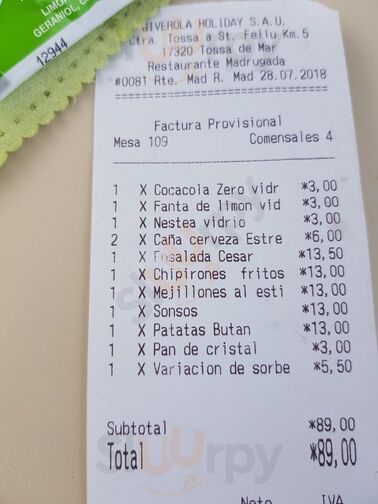 LIMON
GERANIOL, C
12944
GIVEROLA HOLIDAY S.A.U.
Ctra. Tossa a St. Feliu Km.5
17320 Tossa de Mar
Restaurante Madrugada
#0081 Rte. Mad R. Mad 28.07.2018
Factura Provisional
Mesa 109 Comensales 4
1 X Cocacola Zero vidr *3,00
1 X Fanta de limon vid *3,00
1 X Nestea vidrio *3,00
2 X Caña cerveza Estre *6,00
1 X Ensalada Cesar *13,50
1 X Chipirones fritos *13,00
1 X Mejillones al esti *13,00
1 X Sonsos *13,00
1 X Patatas Butan *13,00
1 X Pan de cristal *3,00
1 X Variacion de sorbe *5,50
Subtotal *89,00
Total *89,00
Neto IVA
Sluurpy